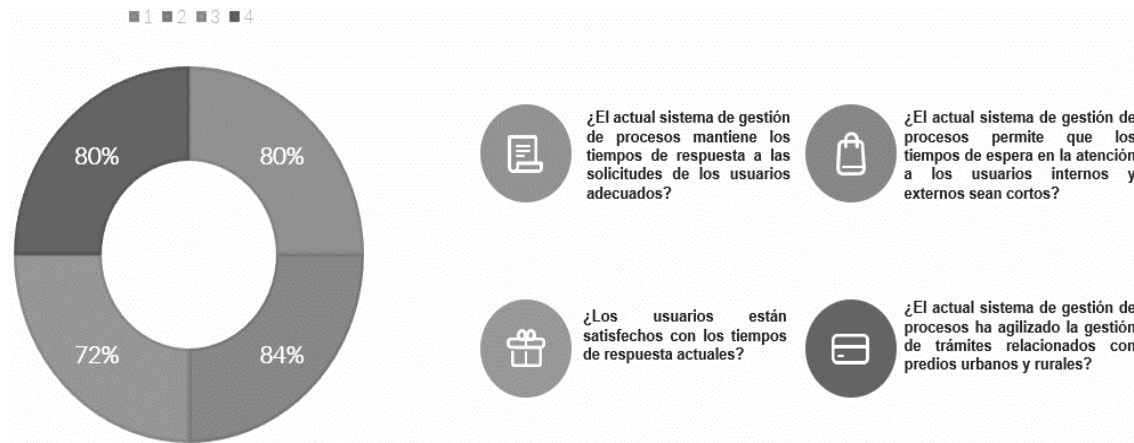 1 2 3 4
80% 80%
72% 84%
¿El actual sistema de gestión
de procesos mantiene los
tiempos de respuesta a las
solicitudes de los usuarios
adecuados?
¿El actual sistema de gestión de
procesos permite que los
tiempos de espera en la atención
a los usuarios internos y
externos sean cortos?
¿Los usuarios están
satisfechos con los tiempos
de respuesta actuales?
¿El actual sistema de gestión de
procesos ha agilizado la gestión
de trámites relacionados con
predios urbanos y rurales?